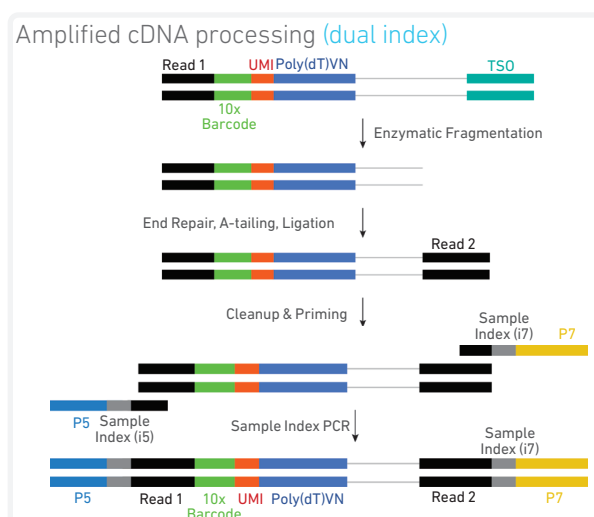 Amplified cDNA processing (dual index)
Read 1 UMI Poly(dT)VN TSO
10x
Barcode
Enzymatic Fragmentation
End Repair, A-tailing, Ligation
Read 2
Cleanup & Priming
Sample
Index (i7) P7
P5 Sample
Index (i5)
Sample Index PCR
Sample
Index (i7)
P5 Read 1 10x UMI Poly(dT)VN Read 2 P7
Barcode